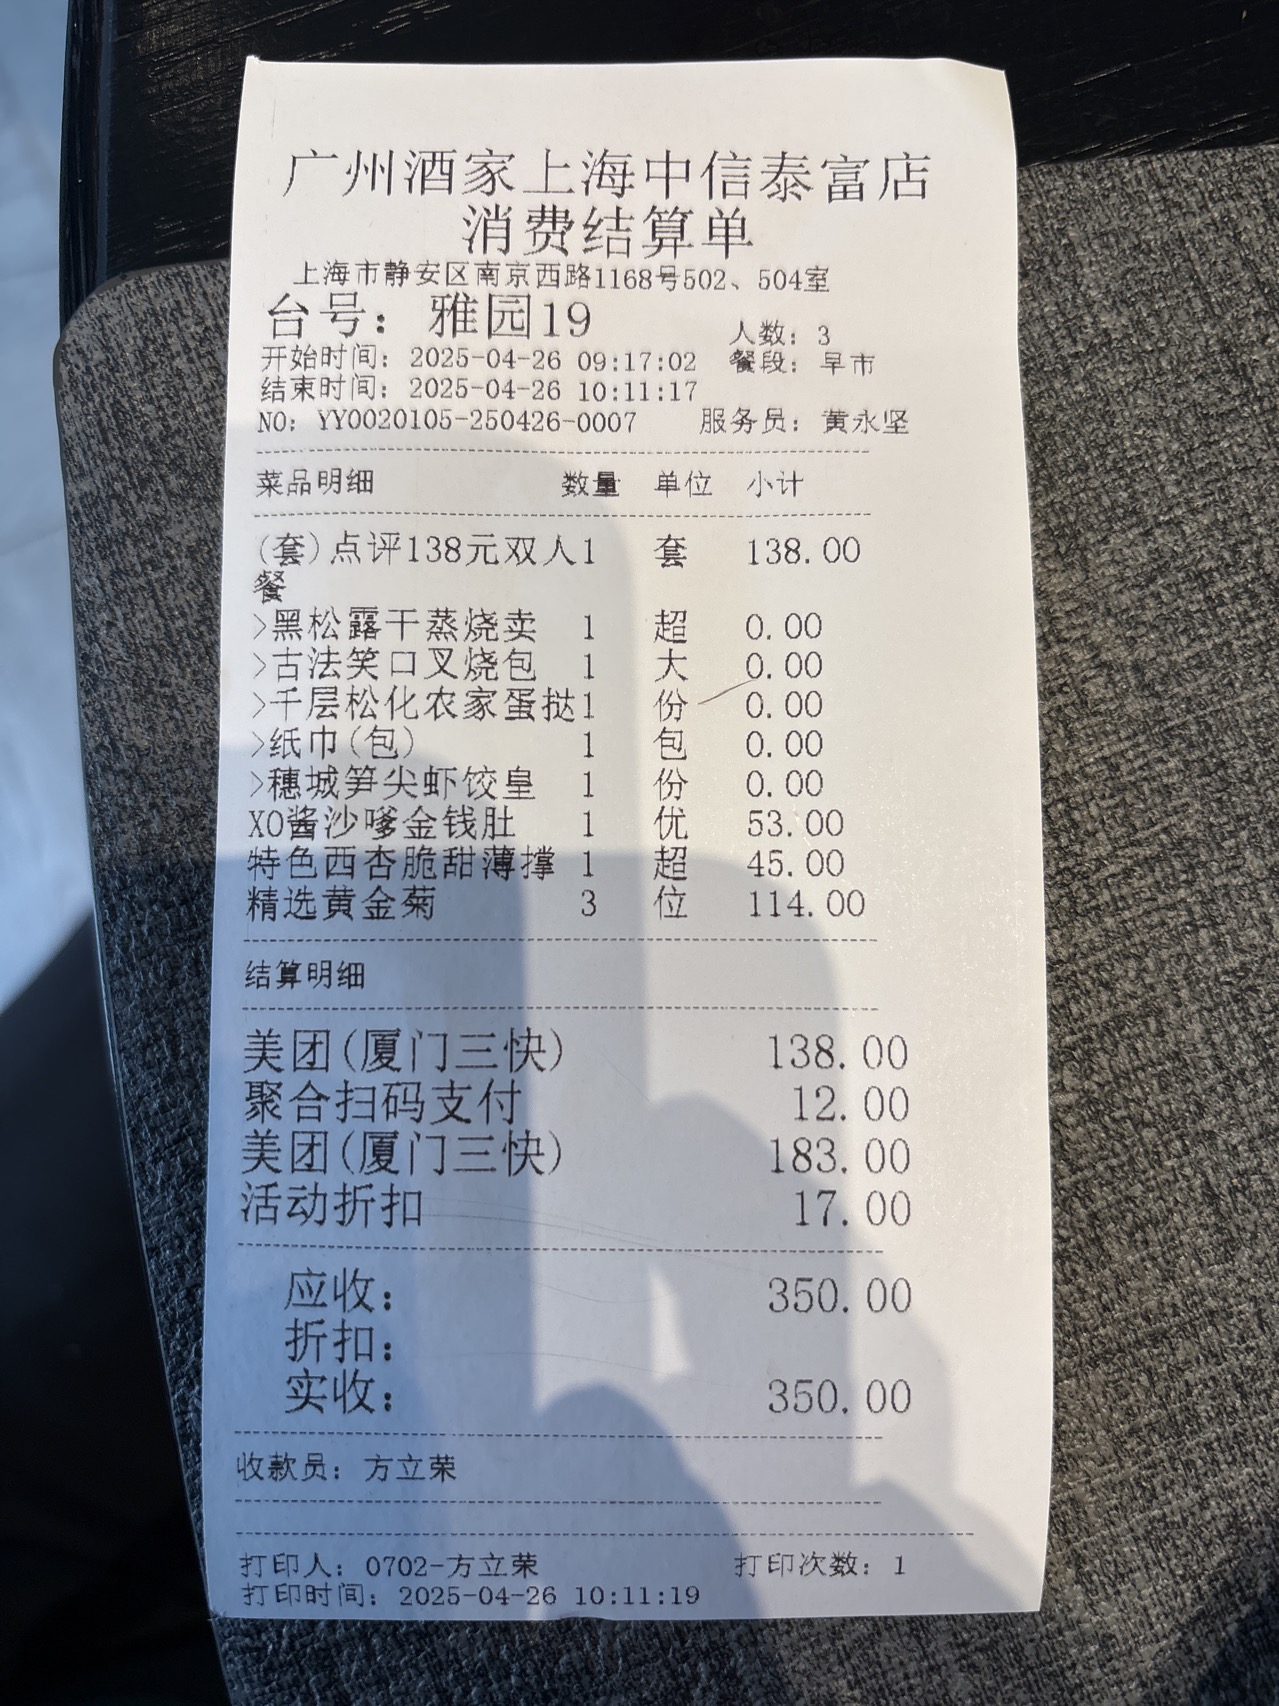 广州酒家上海中信泰富店
消费结算单
上海市静安区南京西路1168号502、504室
台号：雅园19 人数：3
开始时间：2025-04-26 09:17:02 餐段：早市
结束时间：2025-04-26 10:11:17
NO：YY0020105-250426-0007 服务员：黄永坚
菜品明细 数量 单位 小计
(套)点评138元双人1 套 138.00
餐
>黑松露干蒸烧卖 1 超 0.00
>古法笑口叉烧包 1 大 0.00
>千层松化农家蛋挞1 份 0.00
>纸巾(包) 1 包 0.00
>穗城笋尖虾饺皇 1 份 0.00
XO酱沙嗲金钱肚 1 优 53.00
特色西杏脆甜薄撑 1 超 45.00
精选黄金菊 3 位 114.00
结算明细
美团(厦门三快) 138.00
聚合扫码支付 12.00
美团(厦门三快) 183.00
活动折扣 17.00
应收： 350.00
折扣：
实收： 350.00
收款员：方立荣
打印人：0702-方立荣 打印次数：1
打印时间：2025-04-26 10:11:19